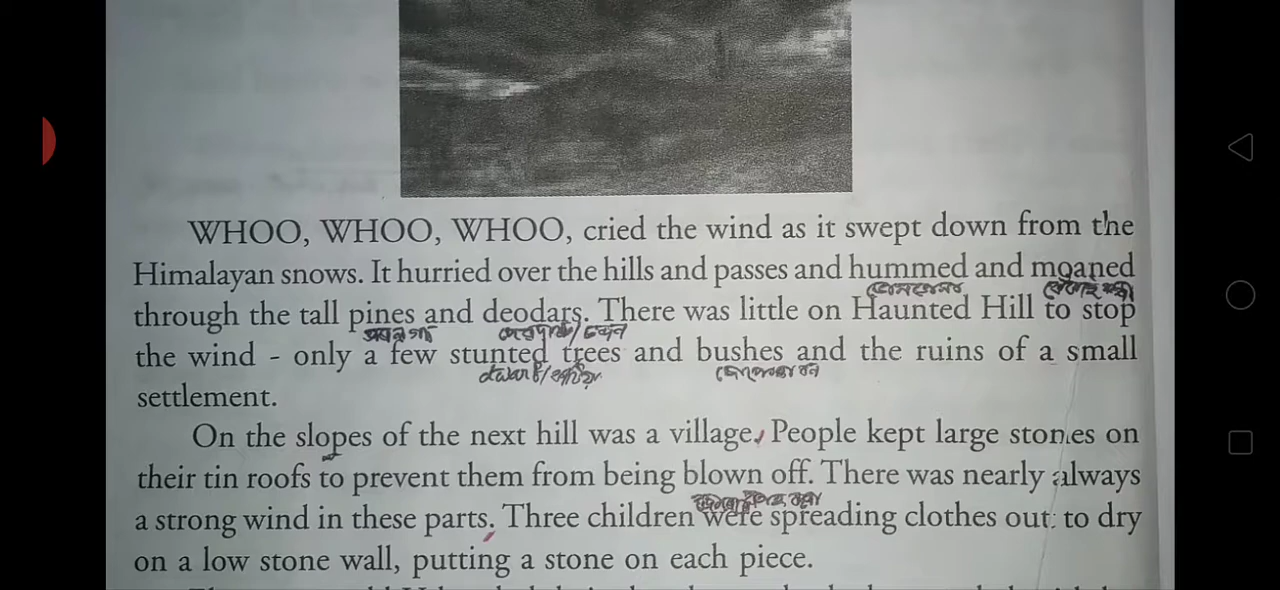 WHOO, WHOO, WHOO, cried the wind as it swept down from the
Himalayan snows. It hurried over the hills and passes and hummed and moaned
through the tall pines and deodars. There was little on Haunted Hill to stop
the wind - only a few stunted trees and bushes and the ruins of a small
settlement.
On the slopes of the next hill was a village. People kept large stones on
their tin roofs to prevent them from being blown off. There was nearly always
a strong wind in these parts. Three children were spreading clothes out to dry
on a low stone wall, putting a stone on each piece.